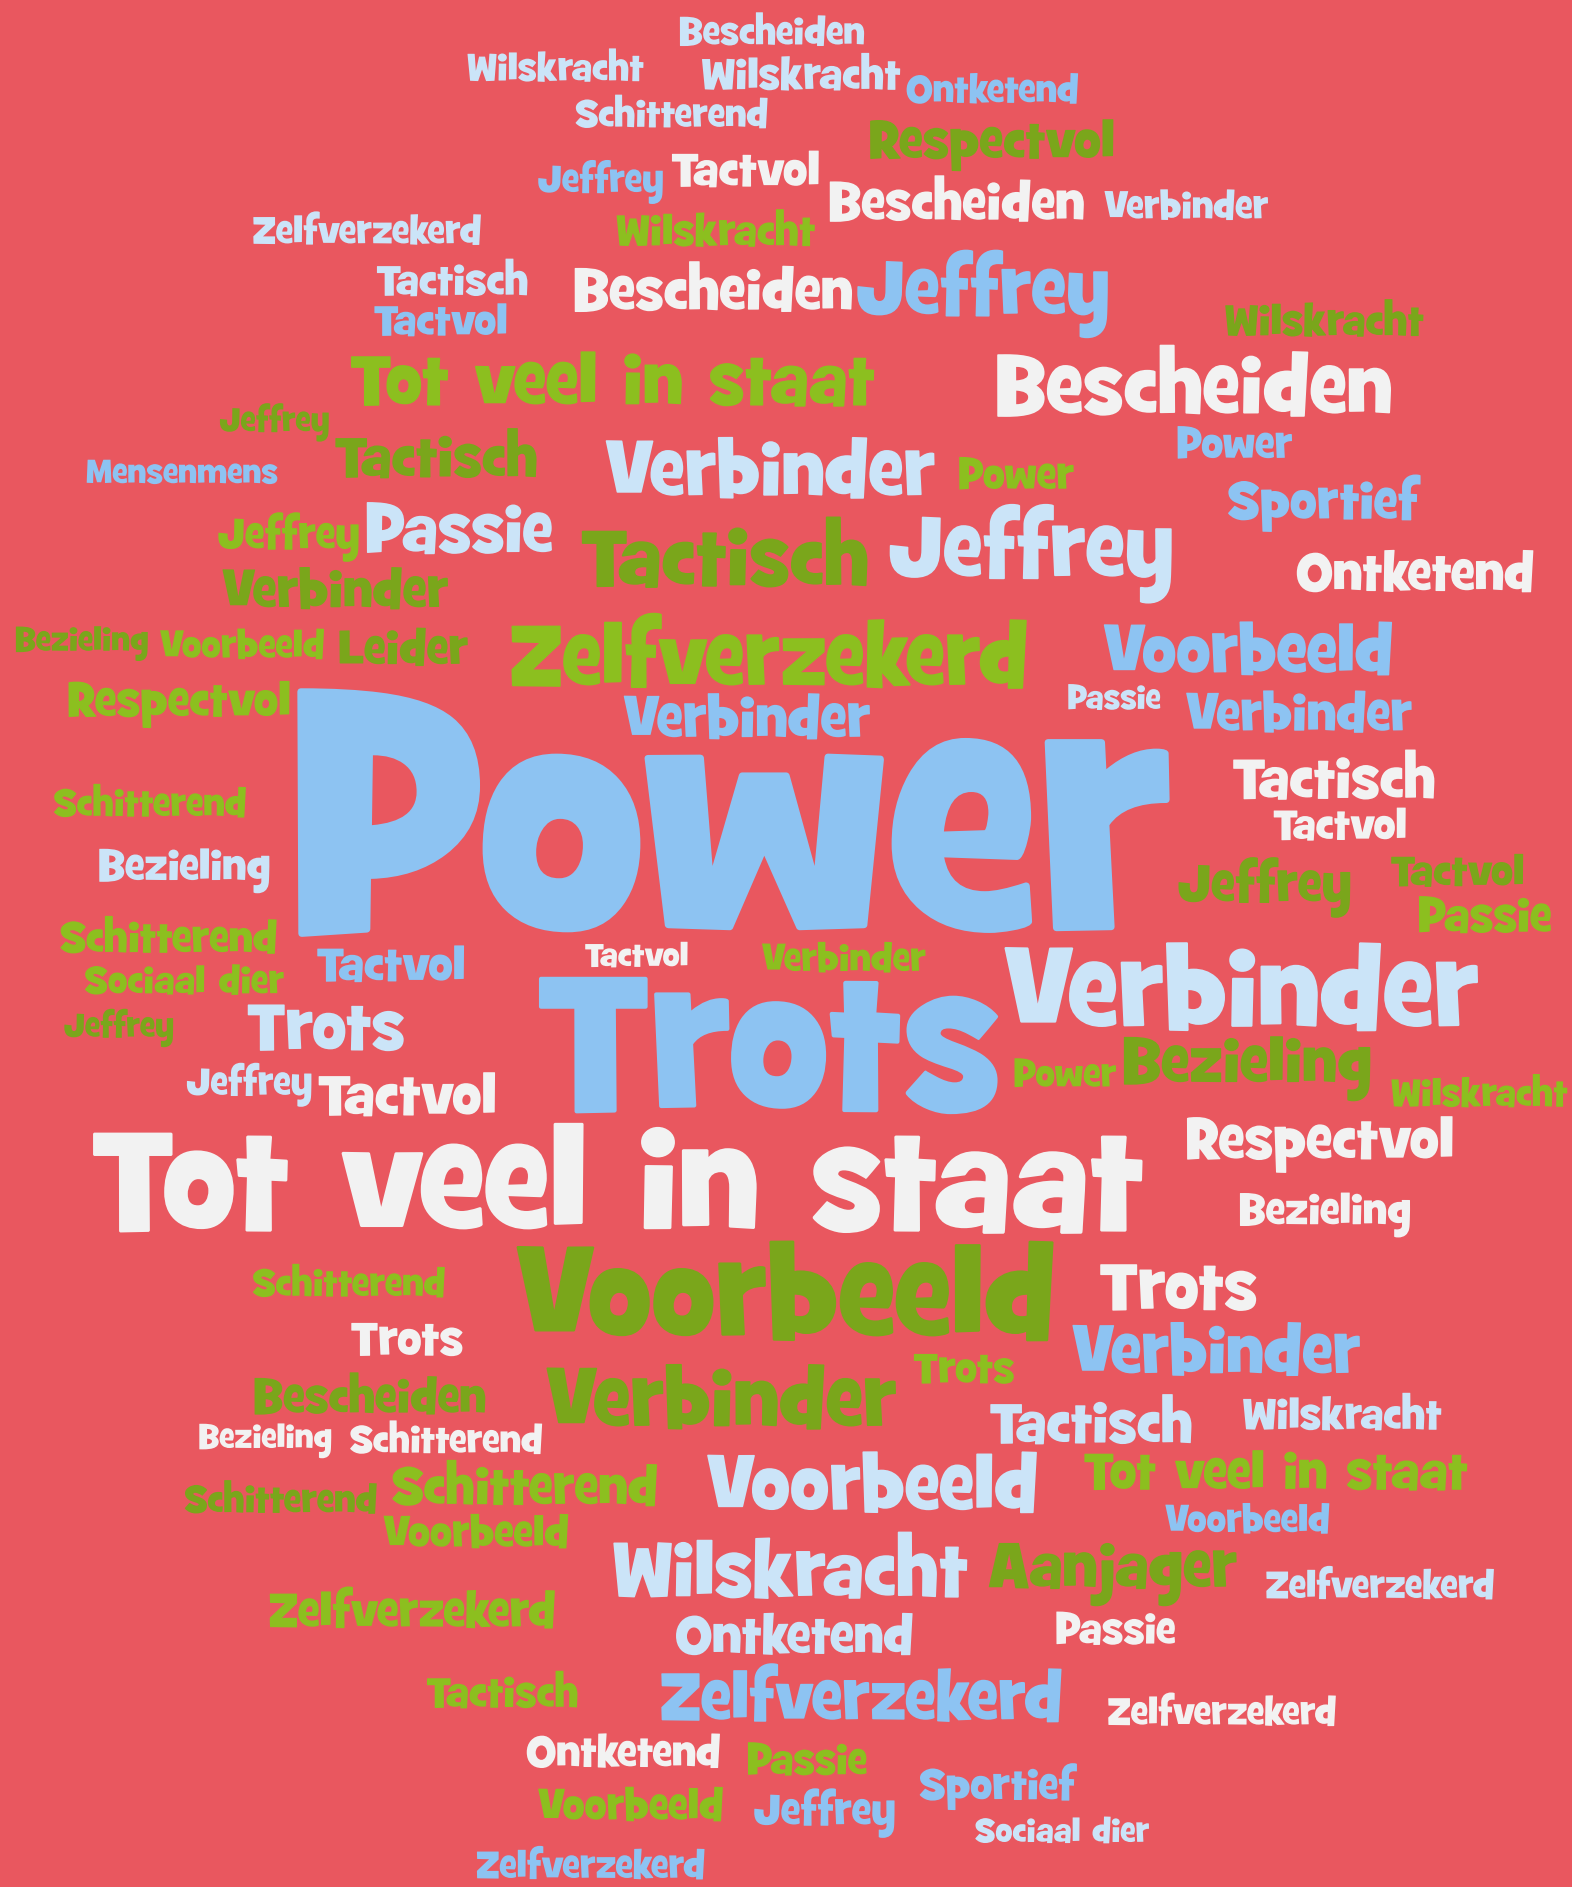 Bescheiden
Wilskracht Wilskracht Ontketend
Schitterend
Respectvol
Jeffrey Tactvol
Bescheiden Verbinder
Zelfverzekerd Wilskracht
Tactisch Bescheiden Jeffrey
Tactvol Wilskracht
Tot veel in staat Bescheiden
Jeffrey
Tactisch Verbinder Power Power
Mensenmens
Sportief
Jeffrey Passie Tactisch Jeffrey
Ontketend
Verbinder
Bezieling Voorbeeld Leider Zelfverzekerd Voorbeeld
Respectvol Verbinder Passie Verbinder
Power
Tactisch
Schitterend Tactvol
Bezieling Jeffrey Tactvol
Passie
Schitterend
Tactvol Tactvol Verbinder Verbinder
Sociaal dier
Jeffrey Trots Trots
Power Bezieling
Jeffrey Tactvol Wilskracht
Respectvol
Tot veel in staat
Bezieling
Schitterend Voorbeeld Trots
Trots Verbinder
Trots
Bescheiden Verbinder
Tactisch Wilskracht
Bezieling Schitterend
Schitterend Schitterend Voorbeeld Tot veel in staat
Voorbeeld Voorbeeld
Wilskracht Aanjager Zelfverzekerd
Zelfverzekerd
Ontketend Passie
Tactisch Zelfverzekerd Zelfverzekerd
Ontketend Passie
Sportief
Voorbeeld Jeffrey
Sociaal dier
Zelfverzekerd